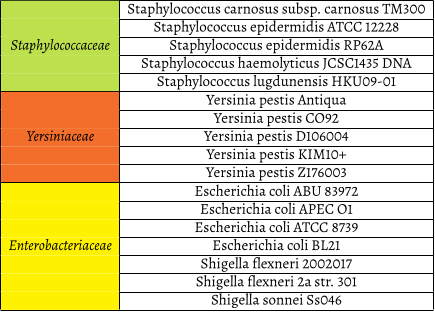 Staphylococcaceae
Staphylococcus carnosus subsp. carnosus TM300
Staphylococcus epidermidis ATCC 12228
Staphylococcus epidermidis RP62A
Staphylococcus haemolyticus JCSC1435 DNA
Staphylococcus lugdunensis HKU09-01
Yersiniaceae
Yersinia pestis Antiqua
Yersinia pestis CO92
Yersinia pestis D106004
Yersinia pestis KIM10+
Yersinia pestis Z176003
Enterobacteriaceae
Escherichia coli ABU 83972
Escherichia coli APEC O1
Escherichia coli ATCC 8739
Escherichia coli BL21
Shigella flexneri 2002017
Shigella flexneri 2a str. 301
Shigella sonnei Ss046